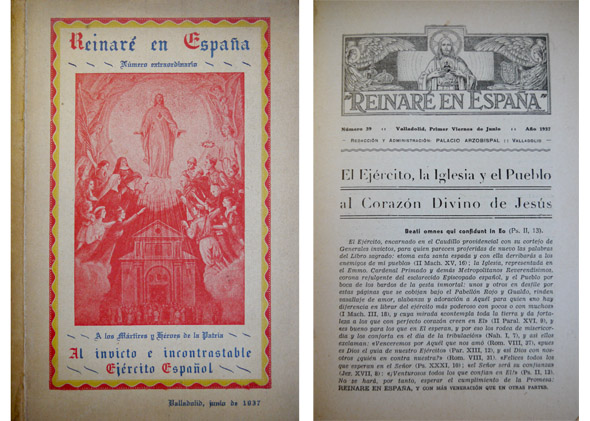 Reinaré en España
Número extraordinario
A los Mártires y Héroes de la Patria
Al invicto e incontrastable
Ejército Español
Valladolid, junio de 1937
"REINARÉ EN ESPAÑA"
Número 39 :: Valladolid, Primer Viernes de Junio :: Año 1937
REDACCIÓN Y ADMINISTRACIÓN: PALACIO ARZOBISPAL :: VALLADOLID
El Ejército, la Iglesia y el Pueblo
al Corazón Divino de Jesús
Beati omnes qui confidunt in Eo (Ps. II, 13).
El Ejército, encarnado en el Caudillo providencial con su cortejo de
Generales invictos, para quien parecen proferidas de nuevo las palabras
del Libro sagrado: «toma esta santa espada y con ella derribarás a los
enemigos de mi pueblo» (II Mach. XV, 16); la Iglesia, representada en
el Emmo. Cardenal Primado y demás Metropolitanos Reverendísimos,
corona refulgente del esclarecido Episcopado español, y el Pueblo por
boca de los bardos de la gesta inmortal: unos y otros en desfile por
estas páginas que se cobijan bajo el Pabellón Rojo y Gualdo, rinden
vasallaje de amor, alabanza y adoración a Aquél para quien «no hay
diferencia en librar del ejército más poderoso con pocos o con muchos»
(I Mach. III, 18), y cuya mirada «contempla toda la tierra y da forta-
leza a los que con perfecto corazón creen en El» (II Paral. XVI, 9), y
«es bueno para los que en El esperan, y por eso los rodea de misericor-
dia y los conforta en el día de la tribulación» (Nah. I, 7), y así ellos
exclaman: «Venceremos por Aquél que nos amó (Rom. VIII, 37), «pues
es Dios el guía de nuestro Ejército» (Par. XIII, 12), y «si Dios con nos-
otros ¿quién en contra nuestra?» (Rom. VIII, 31). «Felices todos los
que esperan en el Señor (Ps. XXXI, 16); «el Señor será su confianza»
(Jer. XVII, 8): «¡Venturosos todos los que confían en El!» (Ps. II, 13).
No se hará, por tanto, esperar el cumplimiento de la Promesa:
REINARÉ EN ESPAÑA, Y CON MÁS VENERACIÓN QUE EN OTRAS PARTES.